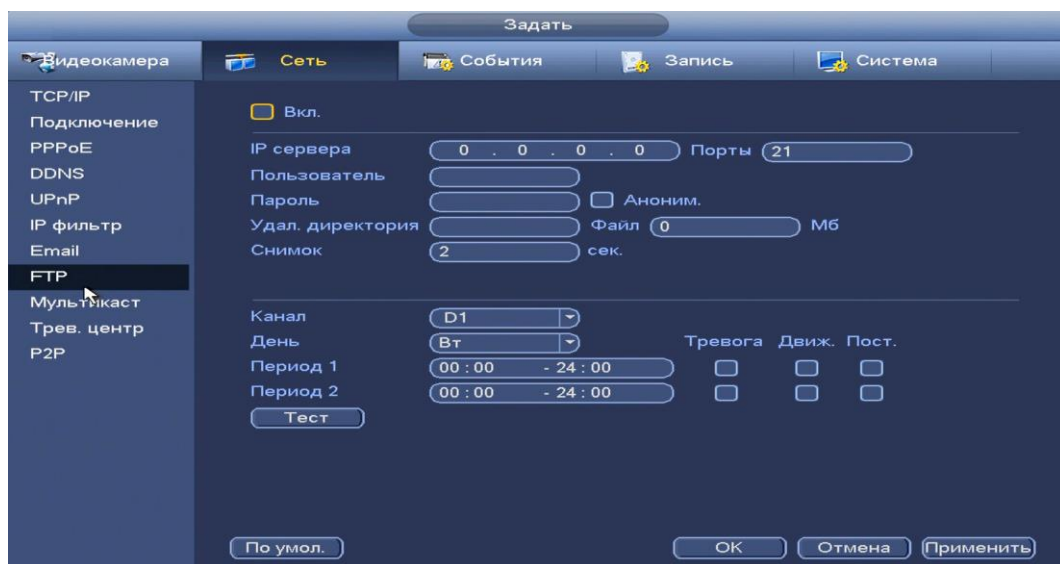 Задать
Видеокамера Сеть События Запись Система
TCP/IP
Подключение
PPPoE
DDNS
UPnP
IP фильтр
Email
FTP
Мультикаст
Трев. центр
P2P
Вкл.
IP сервера 0 . 0 . 0 . 0 Порты 21
Пользователь
Пароль Аноним.
Удал. директория Файл 0 Мб
Снимок 2 сек.
Канал D1
День Вт Тревога Движ. Пост.
Период 1 00 : 00 - 24 : 00
Период 2 00 : 00 - 24 : 00
Тест
По умол. OK Отмена Применить